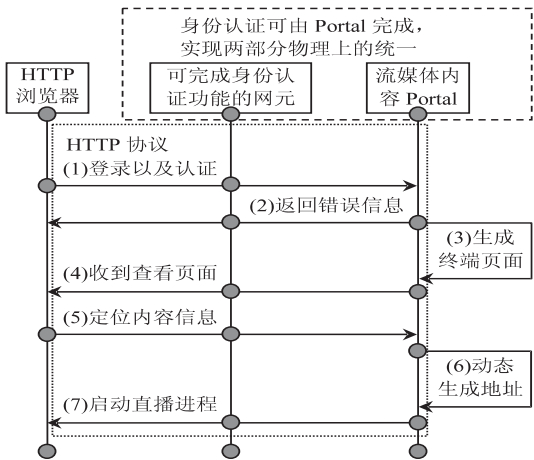 身份认证可由 Portal 完成，
实现两部分物理上的统一
HTTP
浏览器
可完成身份认
证功能的网元
流媒体内
容 Portal
HTTP 协议
(1)登录以及认证
(2)返回错误信息
(3)生成
终端页面
(4)收到查看页面
(5)定位内容信息
(6)动态
生成地址
(7)启动直播进程